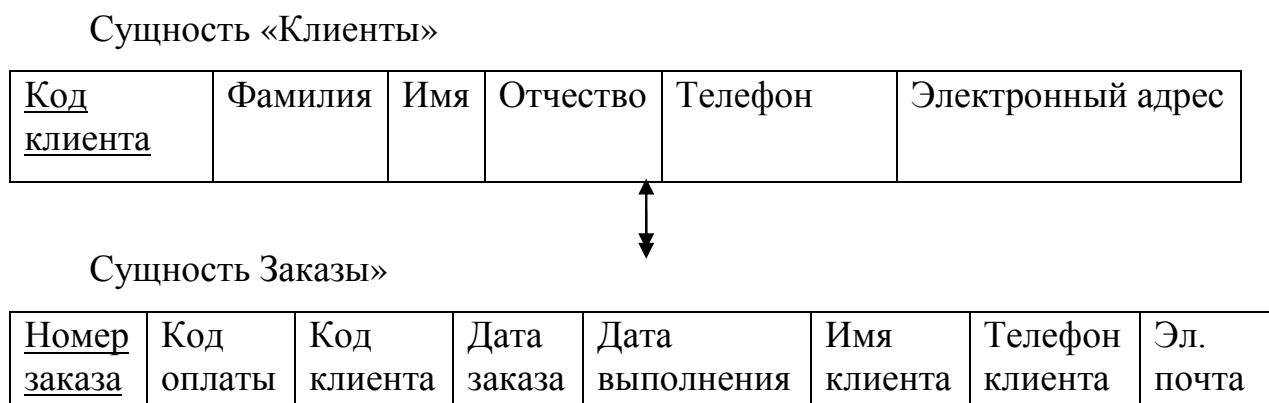 Сущность «Клиенты»
Код Фамилия Имя Отчество Телефон Электронный адрес
клиента
Сущность Заказы»
Номер Код Код Дата Дата Имя Телефон Эл.
заказа оплаты клиента заказа выполнения клиента клиента почта